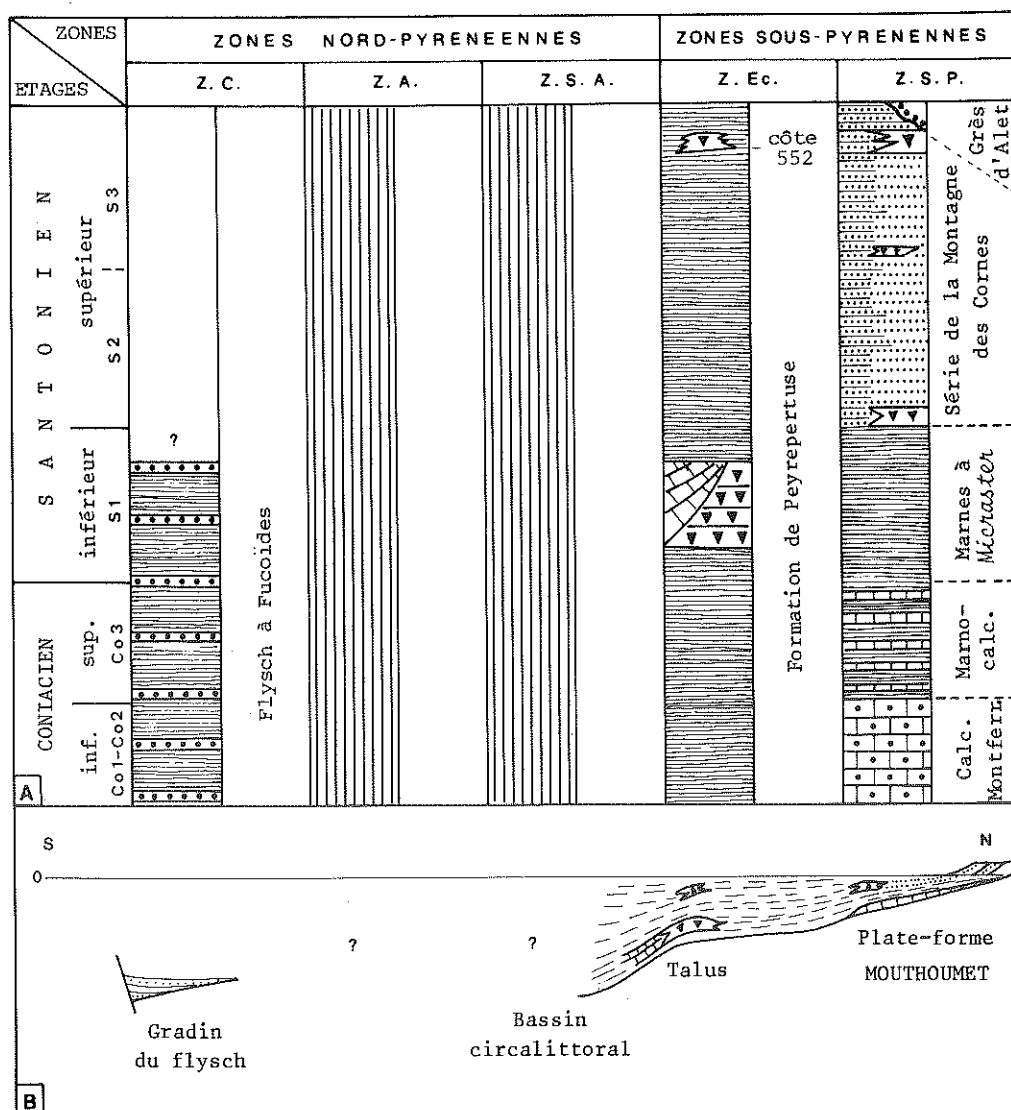 ZONES
ETAGES
ZONES NORD-PYRENEENNES
ZONES SOUS-PYRENENNES
Z. C.
Z. A.
Z. S. A.
Z. Ec.
Z. S. P.
SANTONIEN
supérieur
S3
S2
inférieur
S1
CONIACIEN
sup.
Co3
inf.
Co1-Co2
?
Flysch à Fucoïdes
côte
552
Formation de Peyrepertuse
Grès
d'Alet
Série de la Montagne
des Cornes
Marnes à
Micraster
Marno-
calc.
Calc.
Montferr.
A
S
N
0
?
?
Gradin
du flysch
Bassin
circalittoral
Talus
Plate-forme
MOUTHOUMET
B